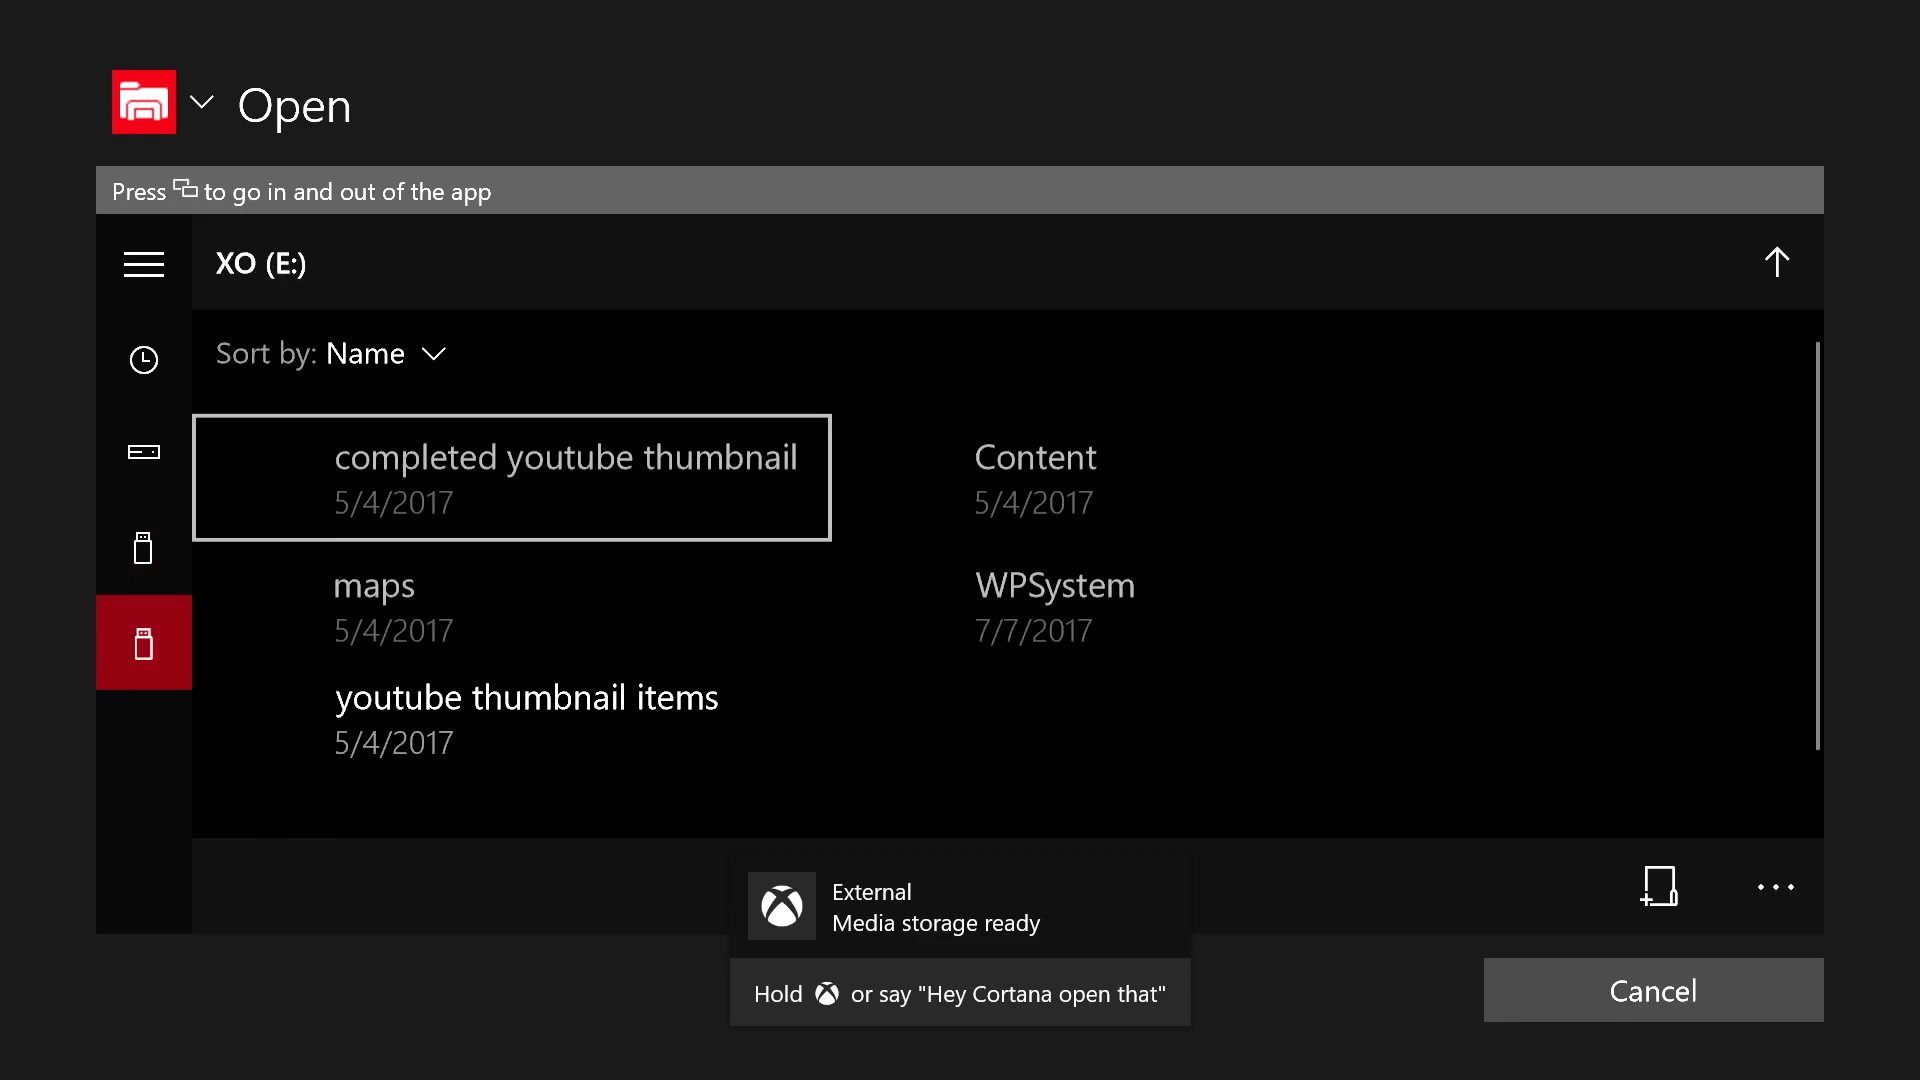 Open
Press to go in and out of the app
XO (E:)
Sort by: Name
completed youtube thumbnail
5/4/2017
Content
5/4/2017
maps
5/4/2017
WPSystem
7/7/2017
youtube thumbnail items
5/4/2017
External
Media storage ready
Hold or say "Hey Cortana open that"
Cancel